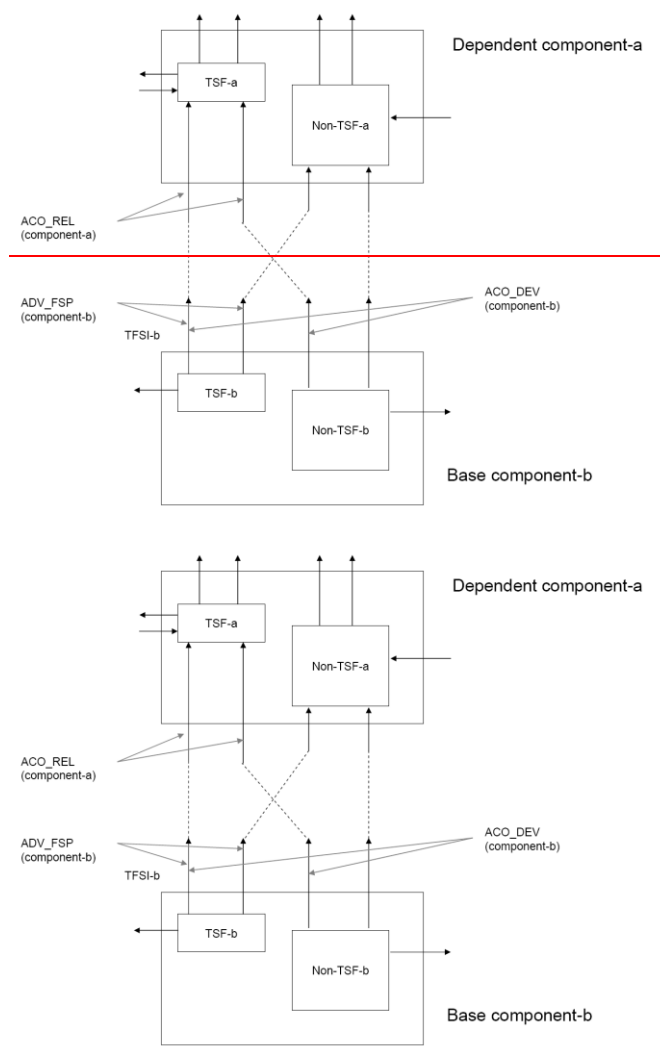 Dependent component-a
TSF-a
Non-TSF-a
ACO_REL
(component-a)
ADV_FSP
(component-b)
ACO_DEV
(component-b)
TFSI-b
TSF-b
Non-TSF-b
Base component-b
Dependent component-a
TSF-a
Non-TSF-a
ACO_REL
(component-a)
ADV_FSP
(component-b)
ACO_DEV
(component-b)
TFSI-b
TSF-b
Non-TSF-b
Base component-b